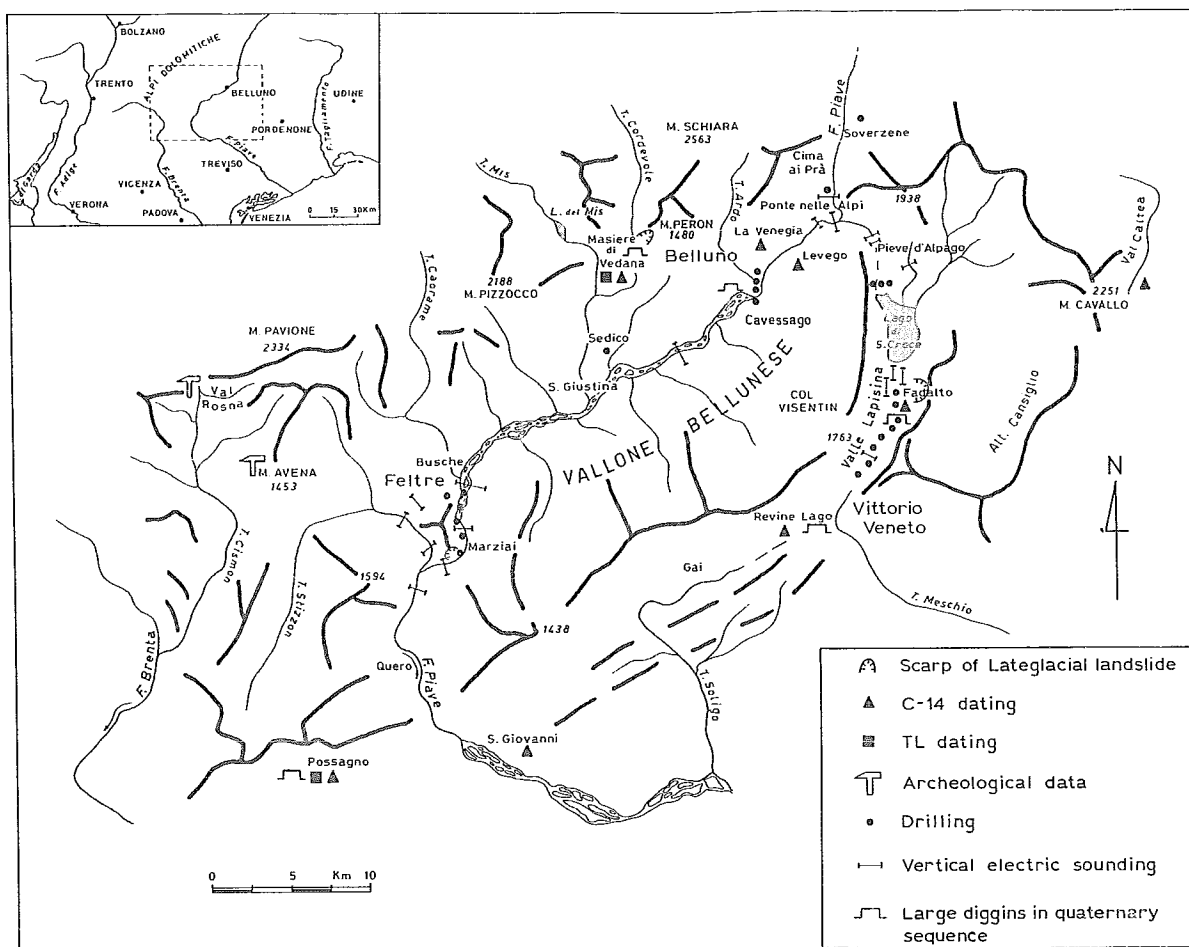 BOLZANO
ALPI DOLOMITICHE
TRENTO
BELLUNO
UDINE
F. Tagliamento
PORDENONE
F. Piave
TREVISO
F. Adige
F. Brenta
VICENZA
VERONA
PADOVA
VENEZIA
0 15 30Km
F. Piave
Soverzene
T. Cordevole
M. SCHIARA
2563
Cima
ai Prà
T. Mis
T. Ardo
Ponte nelle Alpi
1938
L. del Mis
M. PERON
1480
La Venegia
Masiere
di
Vedana
Belluno
Levego
Pieve d'Alpago
Val Caltea
T. Caorame
2188
M. PIZZOCCO
2251
M. CAVALLO
Cavessago
Lago
di
S. Croce
M. PAVIONE
2334
Sedico
Val
Rosna
S. Giustina
COL
VISENTIN
Fadalto
Valle Lapisina
Alt. Cansiglio
VALLONE BELLUNESE
1763
M. AVENA
1453
Busche
Feltre
N
Vittorio
Veneto
Revine Lago
Marziai
T. Cismon
T. Stizzon
1594
Gai
T. Meschio
1438
F. Brenta
Quero
F. Piave
T. Soligo
S. Giovanni
Possagno
0 5 Km 10
Scarp of Lateglacial landslide
C-14 dating
TL dating
Archeological data
Drilling
Vertical electric sounding
Large diggins in quaternary
sequence